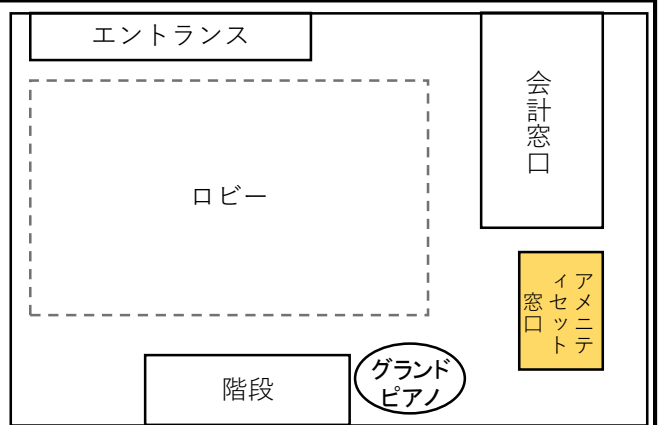 エントランス
会計窓口
ロビー
アメニテ
ィセット
窓口
階段
グランド
ピアノ